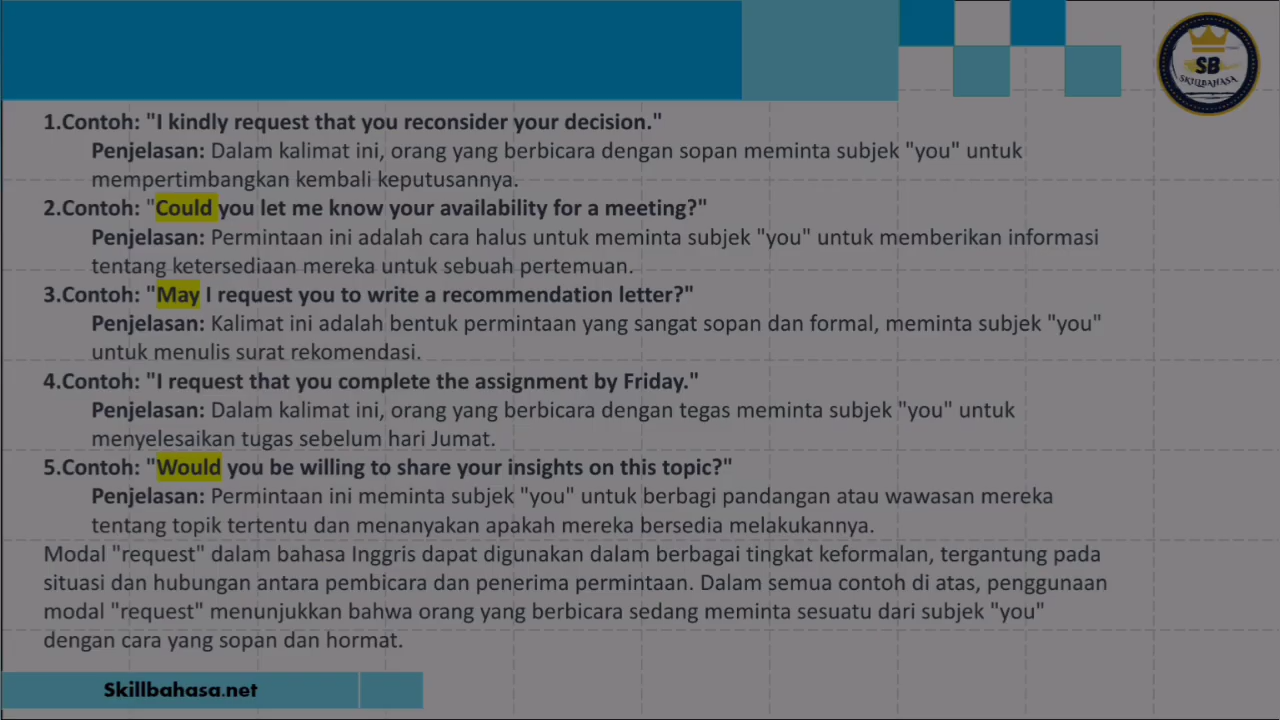 SB
SKILLBAHASA
1.Contoh: "I kindly request that you reconsider your decision."
Penjelasan: Dalam kalimat ini, orang yang berbicara dengan sopan meminta subjek "you" untuk
mempertimbangkan kembali keputusannya.
2.Contoh: "Could you let me know your availability for a meeting?"
Penjelasan: Permintaan ini adalah cara halus untuk meminta subjek "you" untuk memberikan informasi
tentang ketersediaan mereka untuk sebuah pertemuan.
3.Contoh: "May I request you to write a recommendation letter?"
Penjelasan: Kalimat ini adalah bentuk permintaan yang sangat sopan dan formal, meminta subjek "you"
untuk menulis surat rekomendasi.
4.Contoh: "I request that you complete the assignment by Friday."
Penjelasan: Dalam kalimat ini, orang yang berbicara dengan tegas meminta subjek "you" untuk
menyelesaikan tugas sebelum hari Jumat.
5.Contoh: "Would you be willing to share your insights on this topic?"
Penjelasan: Permintaan ini meminta subjek "you" untuk berbagi pandangan atau wawasan mereka
tentang topik tertentu dan menanyakan apakah mereka bersedia melakukannya.
Modal "request" dalam bahasa Inggris dapat digunakan dalam berbagai tingkat keformalan, tergantung pada
situasi dan hubungan antara pembicara dan penerima permintaan. Dalam semua contoh di atas, penggunaan
modal "request" menunjukkan bahwa orang yang berbicara sedang meminta sesuatu dari subjek "you"
dengan cara yang sopan dan hormat.
Skillbahasa.net